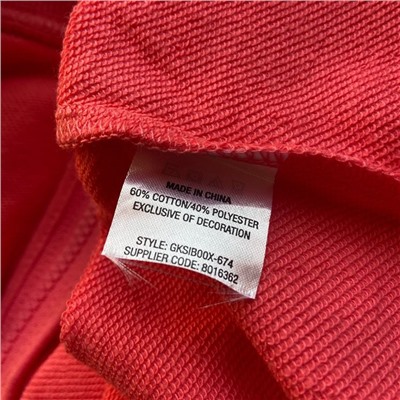 MADE IN CHINA
60% COTTON/40% POLYESTER
EXCLUSIVE OF DECORATION
STYLE: GKSIB00X-674
SUPPLIER CODE: 8016362